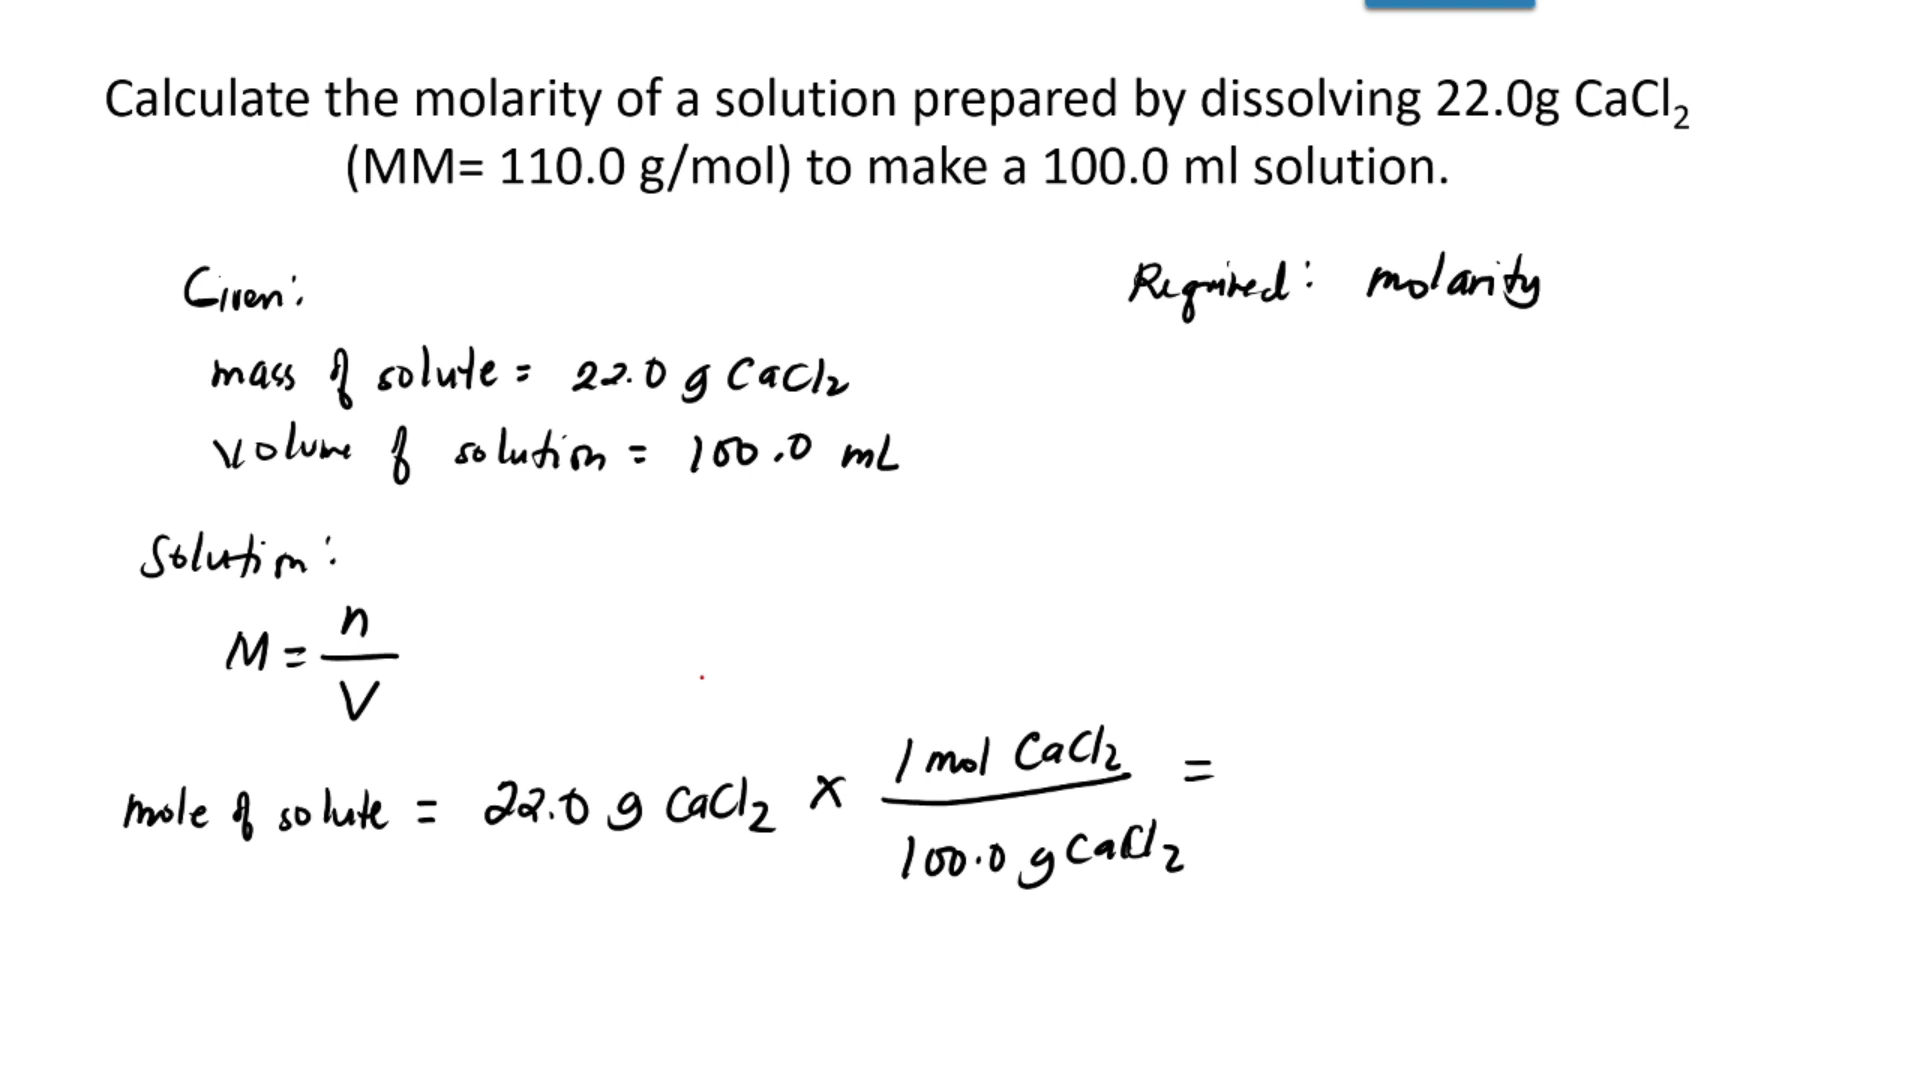 Calculate the molarity of a solution prepared by dissolving 22.0g CaCl₂
(MM= 110.0 g/mol) to make a 100.0 ml solution.
Given:
Required: molarity
mass of solute = 22.0 g CaCl₂
volume of solution = 100.0 mL
Solution:
M = n
V
mole of solute = 22.0 g CaCl₂ x 1 mol CaCl₂ =
100.0 g CaCl₂